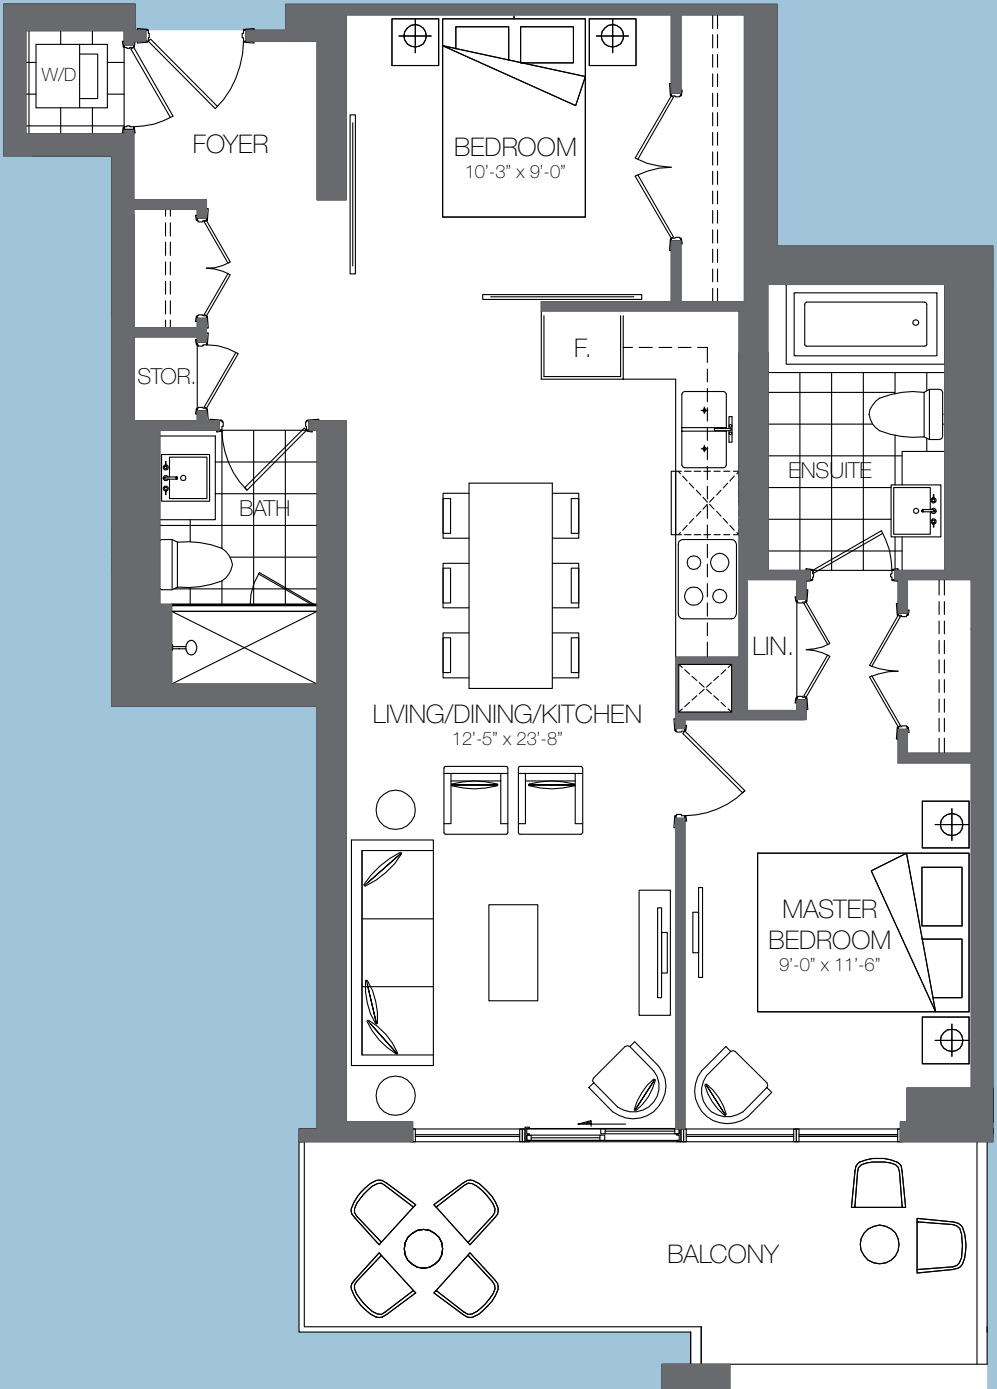 W/D
FOYER
BEDROOM
10'-3" x 9'-0"
F.
STOR.
ENSUITE
BATH
LIN.
LIVING/DINING/KITCHEN
12'-5" x 23'-8"
MASTER
BEDROOM
9'-0" x 11'-6"
BALCONY